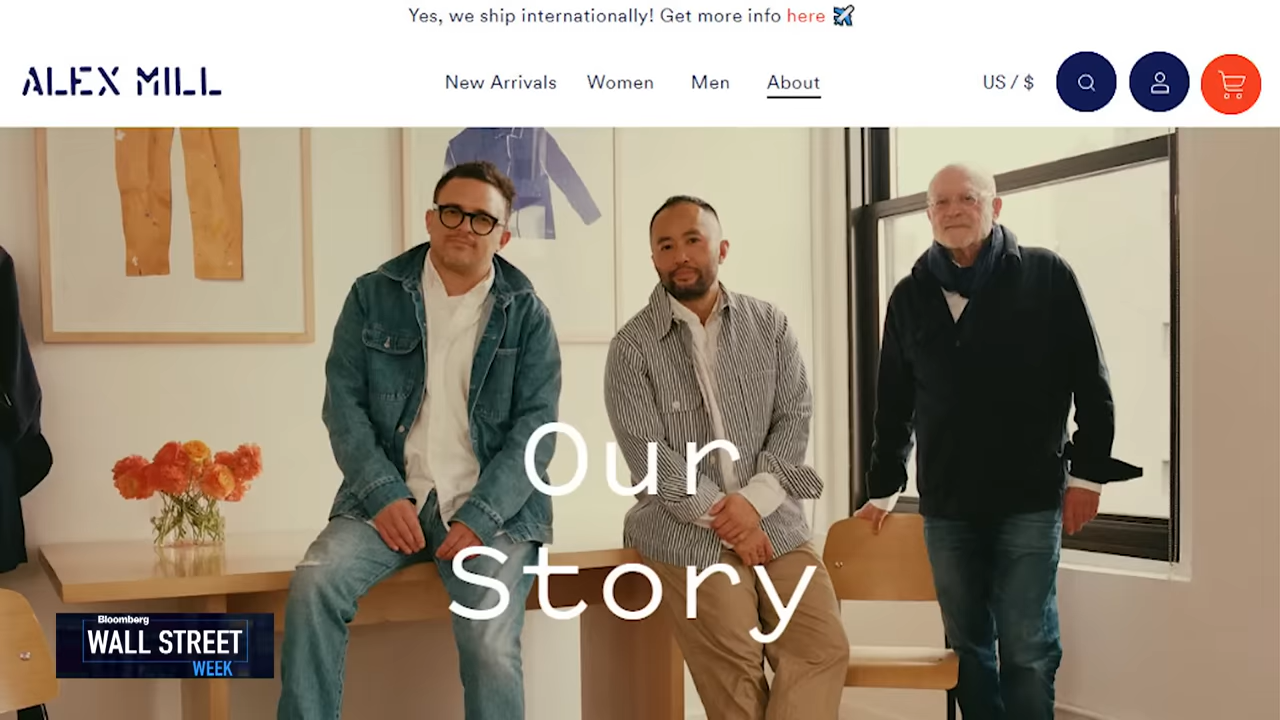 Yes, we ship internationally! Get more info here ✈️
ALEX MILL
New Arrivals Women Men About
US / $
Our
Story
Bloomberg
WALL STREET
WEEK